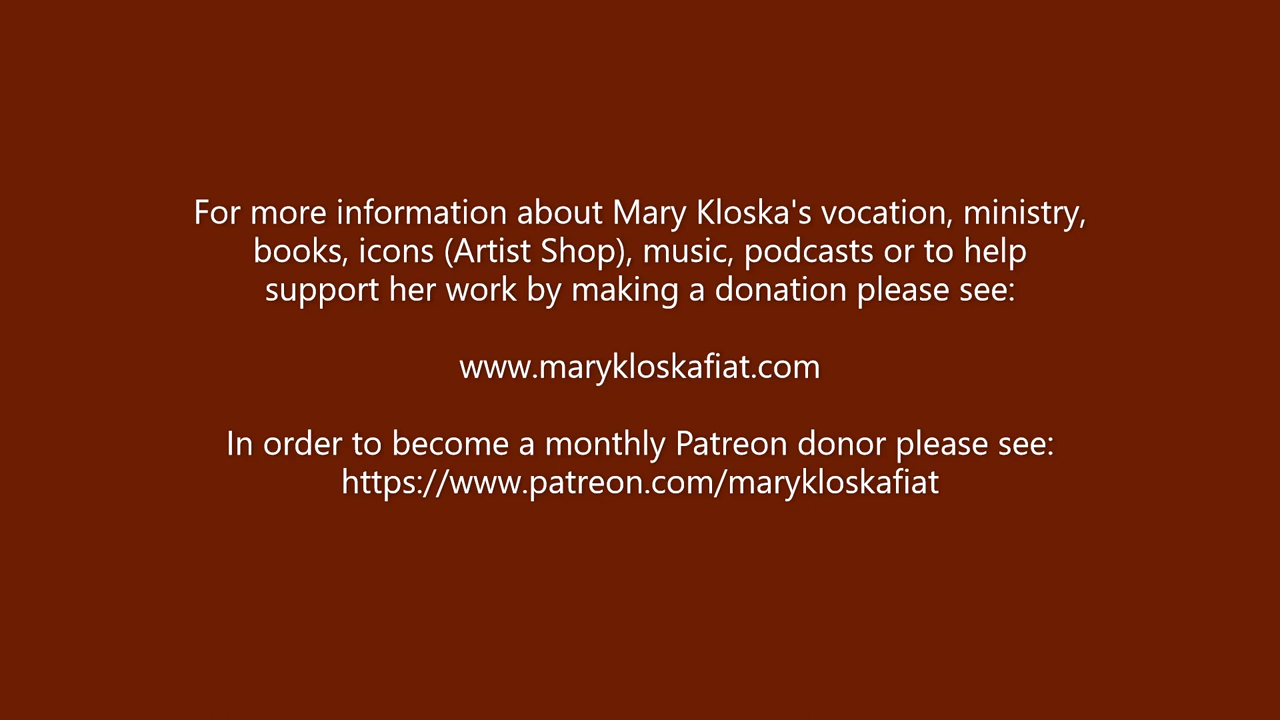 For more information about Mary Kloska's vocation, ministry,
books, icons (Artist Shop), music, podcasts or to help
support her work by making a donation please see:
www.marykloskafiat.com
In order to become a monthly Patreon donor please see:
https://www.patreon.com/marykloskafiat